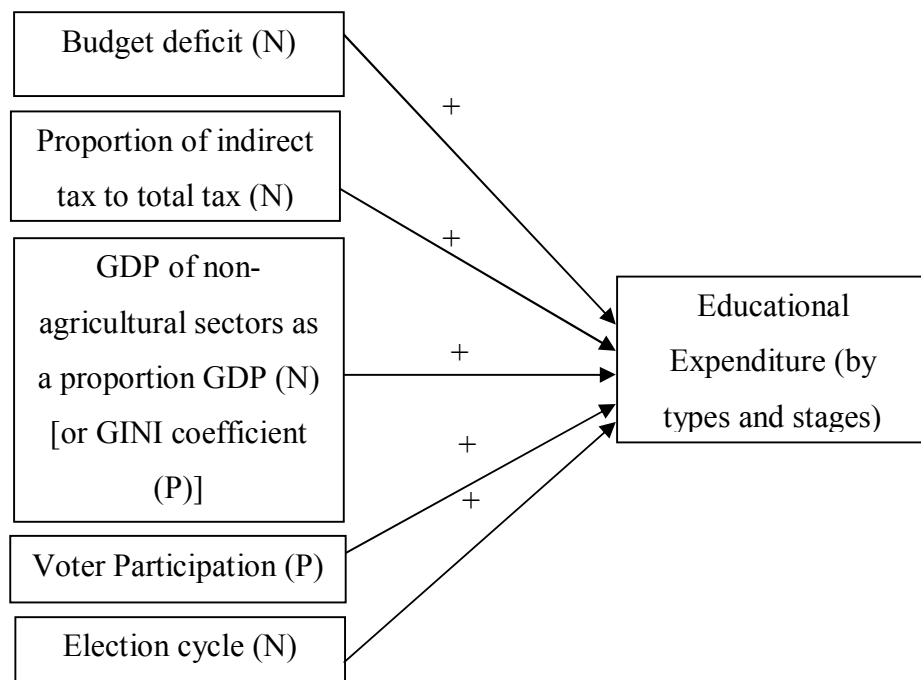 Budget deficit (N)
+
Proportion of indirect
tax to total tax (N)
+
GDP of non-
agricultural sectors as
a proportion GDP (N)
[or GINI coefficient
(P)]
+
Educational
Expenditure (by
types and stages)
+
+
Voter Participation (P)
Election cycle (N)